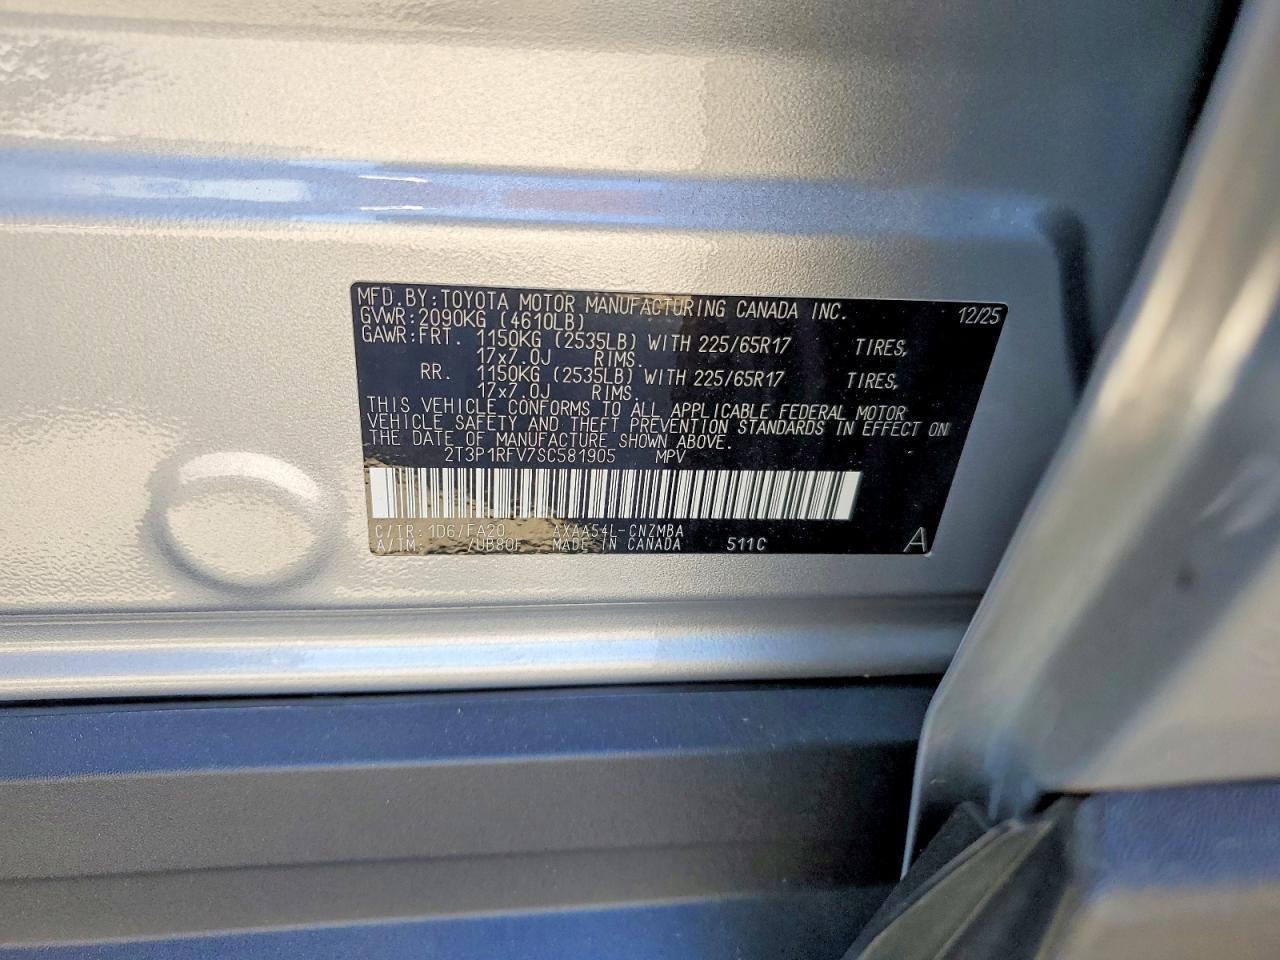 MFD.BY:TOYOTA MOTOR MANUFACTURING CANADA INC. 12/25
GVWR:2090KG (4610LB)
GAWR:FRT. 1150KG (2535LB) WITH 225/65R17 TIRES,
17x7.0J RIMS.
RR. 1150KG (2535LB) WITH 225/65R17 TIRES,
17x7.0J RIMS.
THIS VEHICLE CONFORMS TO ALL APPLICABLE FEDERAL MOTOR
VEHICLE SAFETY AND THEFT PREVENTION STANDARDS IN EFFECT ON
THE DATE OF MANUFACTURE SHOWN ABOVE.
2T3P1RFV7SC581905 MPV
C/TR:1D6/FA20 AXAA54L-CNZMBA
A/TM: /UB80F MADE IN CANADA 511C A